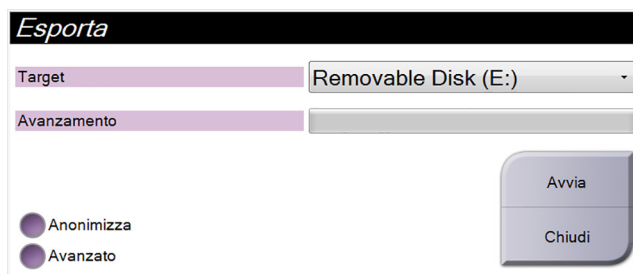 Esporta
Target Removable Disk (E:)
Avanzamento
Avvia
Anonimizza
Chiudi
Avanzato